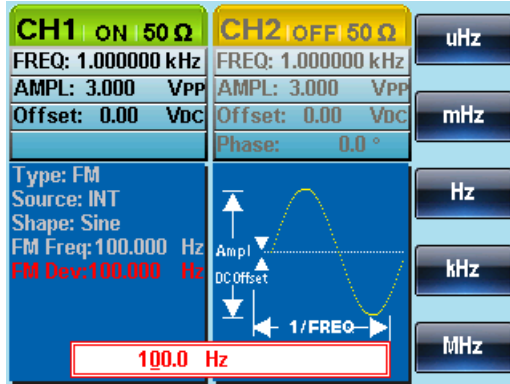 CH1 ON 50 Ω
FREQ: 1.000000 kHz
AMPL: 3.000 VPP
Offset: 0.00 VDC
CH2 OFF 50 Ω
FREQ: 1.000000 kHz
AMPL: 3.000 VPP
Offset: 0.00 VDC
Phase: 0.0 °
Type: FM
Source: INT
Shape: Sine
FM Freq:100.000 Hz
FM Dev:100.000 Hz
Ampl
DC Offset
1/FREQ
100.0 Hz
uHz
mHz
Hz
kHz
MHz